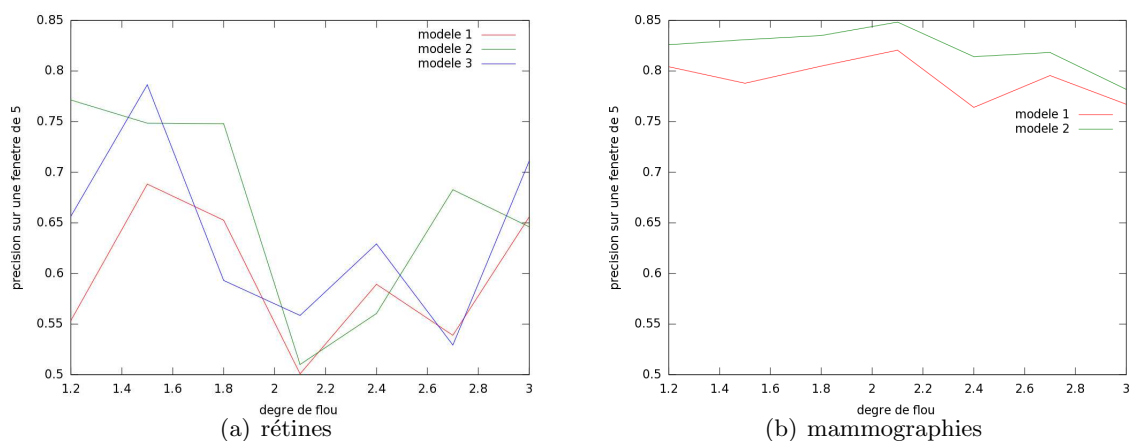 0.85
0.8
0.75
0.7
0.65
0.6
0.55
0.5
1.2 1.4 1.6 1.8 2 2.2 2.4 2.6 2.8 3
precision sur une fenetre de 5
degre de flou
modele 1
modele 2
modele 3
(a) rétines
0.85
0.8
0.75
0.7
0.65
0.6
0.55
0.5
1.2 1.4 1.6 1.8 2 2.2 2.4 2.6 2.8 3
precision sur une fenetre de 5
degre de flou
modele 1
modele 2
(b) mammographies